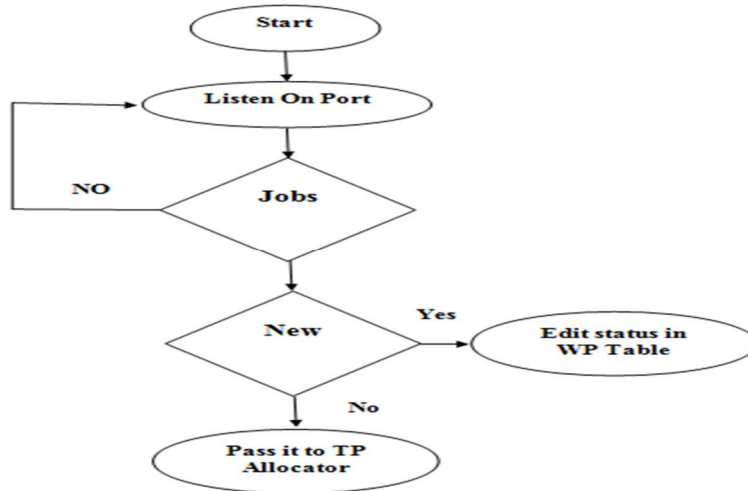 Start
Listen On Port
NO
Jobs
New
Yes
Edit status in
WP Table
No
Pass it to TP
Allocator